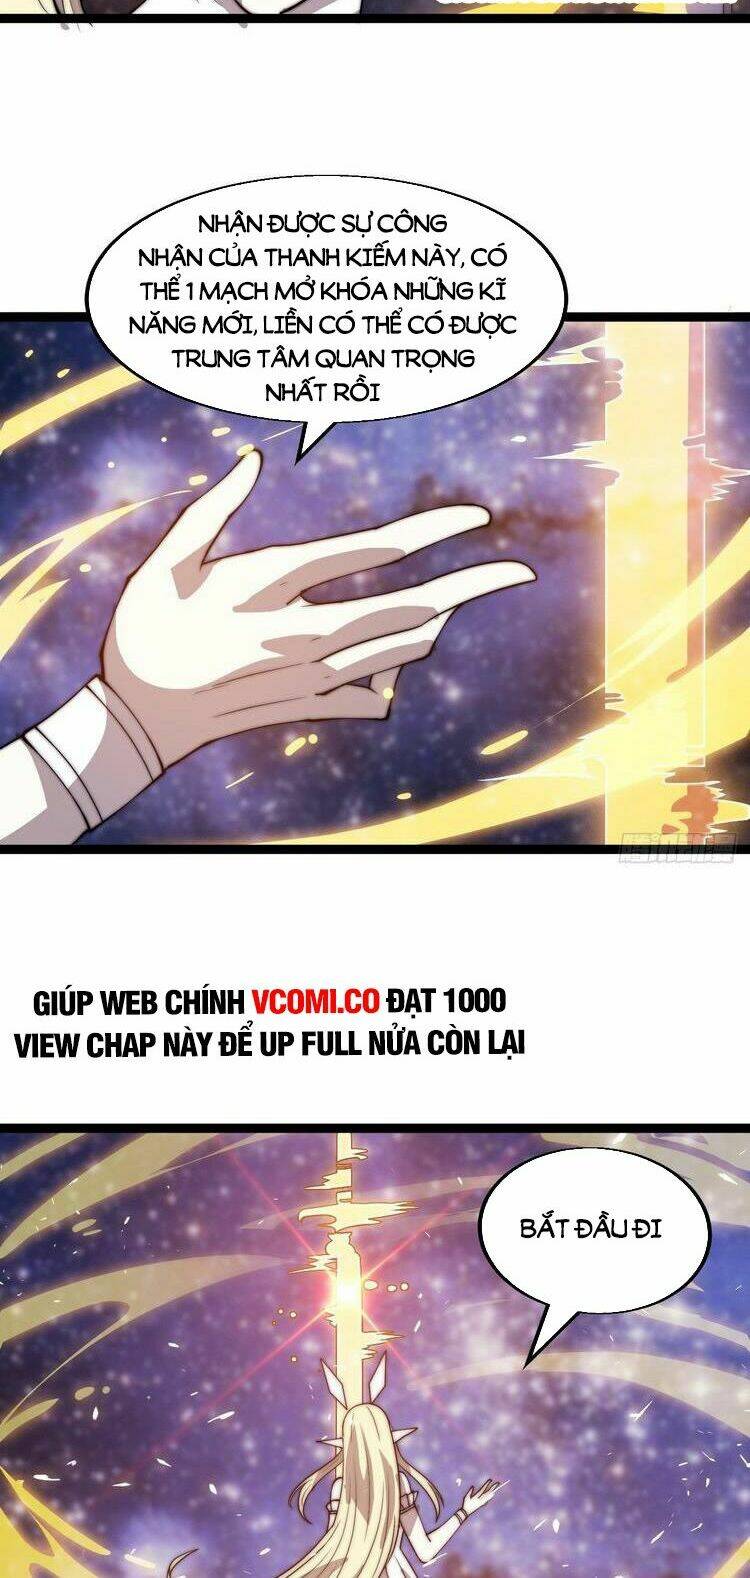 NHẬN ĐƯỢC SỰ CÔNG
NHẬN CỦA THANH KIẾM NÀY, CÓ
THỂ 1 MẠCH MỞ KHÓA NHỮNG KĨ
NĂNG MỚI, LIỀN CÓ THỂ CÓ ĐƯỢC
TRUNG TÂM QUAN TRỌNG
NHẤT RỒI
GIÚP WEB CHÍNH VCOMI.CO ĐẠT 1000
VIEW CHAP NÀY ĐỂ UP FULL NỬA CÒN LẠI
BẮT ĐẦU ĐI